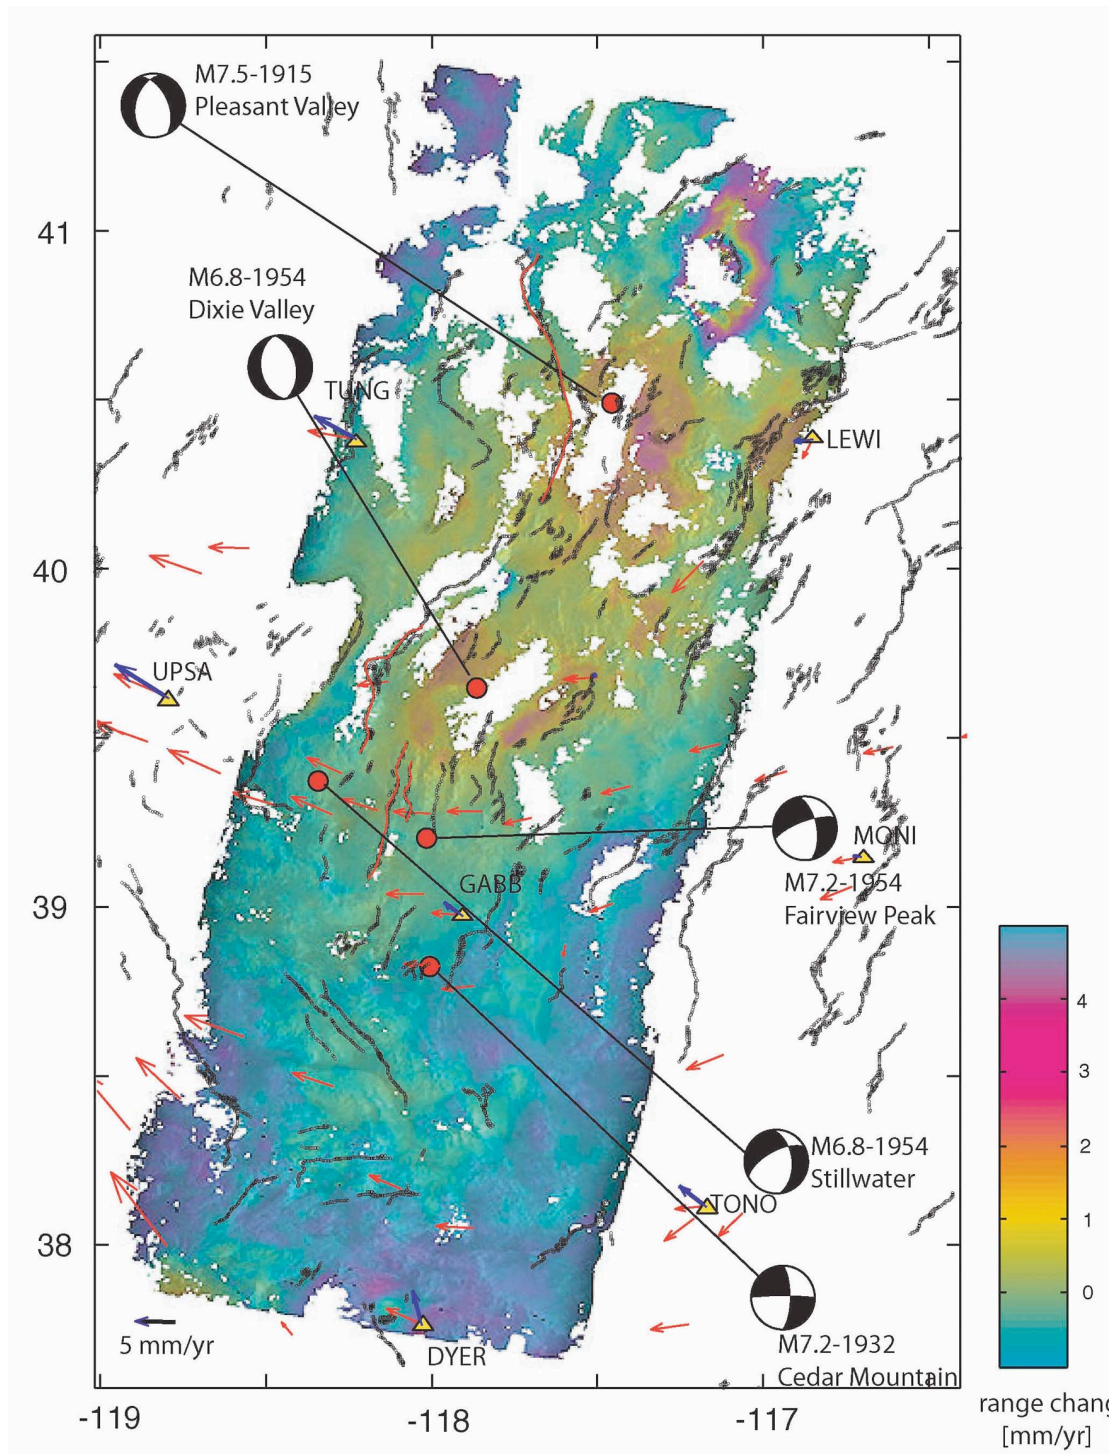 M7.5-1915
Pleasant Valley
41
M6.8-1954
Dixie Valley
TUNG
LEWI
40
UPSA
MONI
M7.2-1954
Fairview Peak
GABB
39
4
3
M6.8-1954
Stillwater
2
TONO
1
38
0
5 mm/yr
DYER
M7.2-1932
Cedar Mountain
range chang
[mm/yr]
-119
-118
-117